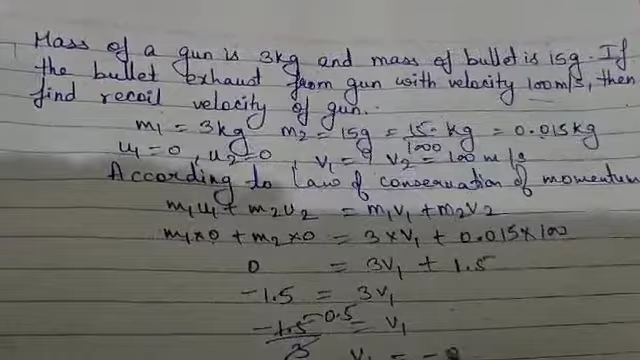 Mass of a gun is 3kg and mass of bullet is 15g. If
the bullet exhaust from gun with velocity 100m/s, then
find recoil velocity of gun.
m₁ = 3kg m₂ = 15g = 15/1000 kg = 0.015kg
u₁=0, u₂=0, v₁=? v₂=100 m/s
According to law of conservation of momentum
m₁u₁ + m₂u₂ = m₁v₁ + m₂v₂
m₁×0 + m₂×0 = 3×v₁ + 0.015×100
0 = 3v₁ + 1.5
-1.5 = 3v₁
-1.5/3 -0.5 = v₁
v₁ = -0